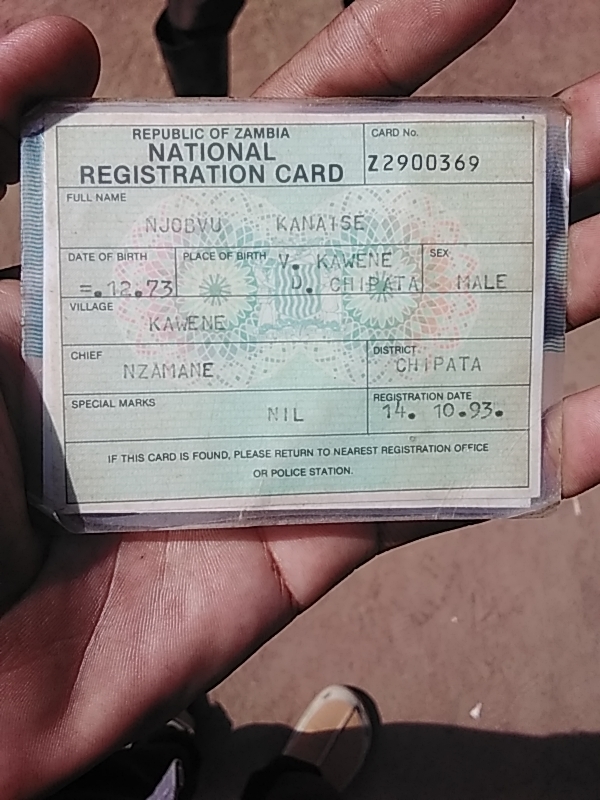 REPUBLIC OF ZAMBIA
NATIONAL
REGISTRATION CARD
CARD No.
Z2900369
FULL NAME
NJOBVU KANAISE
DATE OF BIRTH
=.12.73
PLACE OF BIRTH
V. KAWENE
D. CHIPATA
SEX
MALE
VILLAGE
KAWENE
CHIEF
NZAMANE
DISTRICT
CHIPATA
SPECIAL MARKS
NIL
REGISTRATION DATE
14. 10.93.
IF THIS CARD IS FOUND, PLEASE RETURN TO NEAREST REGISTRATION OFFICE
OR POLICE STATION.